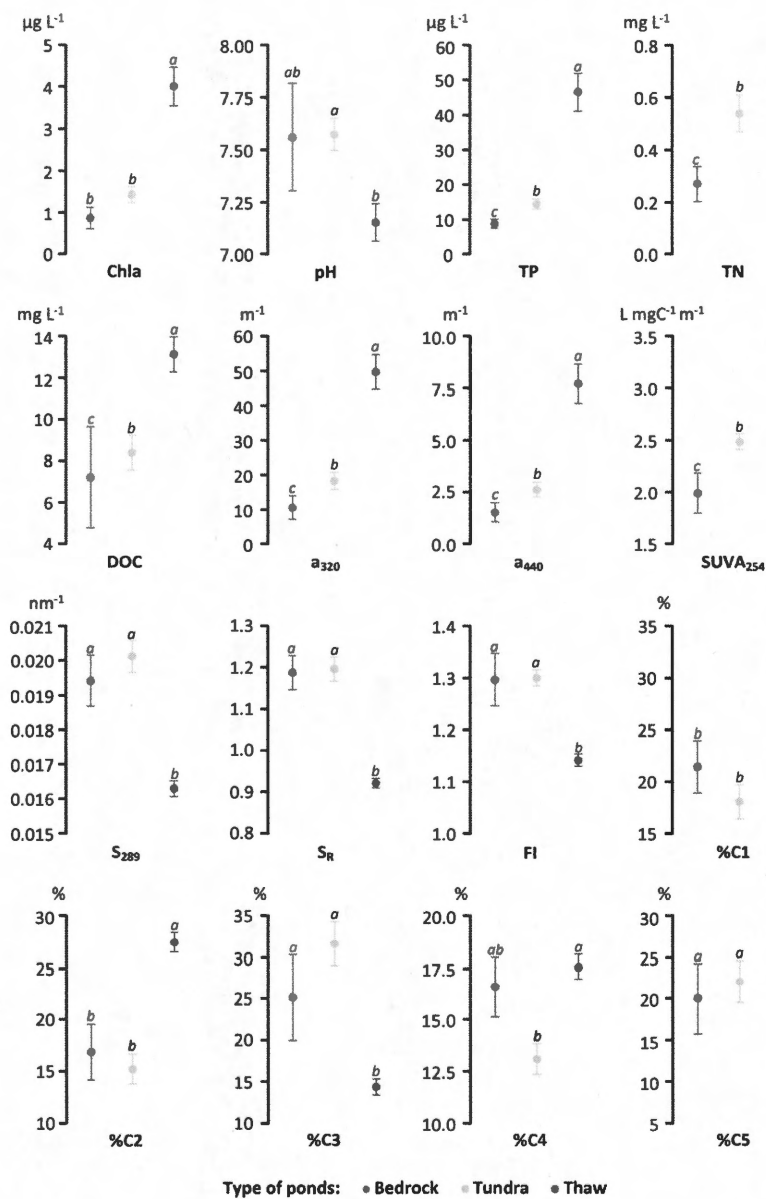 µg L⁻¹ µg L⁻¹ mg L⁻¹
5 8.00 60 0.8
a ab a b
4 7.75 a 50 0.6
3 40
7.50 30 0.4 c
2 b b 20 b
b 7.25 c 0.2
1 10
0 7.00 0 0.0
Chla pH TP TN
mg L⁻¹ m⁻¹ m⁻¹ L mgC⁻¹ m⁻¹
14 a 60 a 10.0 a 3.5
12 50 7.5 3.0
10 40
c b 30 5.0 2.5 b
8 20 b b c
6 c 2.5 c 2.0
10
4 0 0.0 1.5
DOC a₃₂₀ a₄₄₀ SUVA₂₅₄
nm⁻¹ %
0.021 a a 1.3 a a 1.4 a 35
0.020 1.2 a 30
0.019 1.1 1.3
0.018 25 b
1.0 1.2
0.017 b b b 20 b
0.016 0.9 1.1
0.015 0.8 1.0 15
S₂₈₉ S_R FI %C1
% % % %
30 a 35 a 20.0 ab a 30
25 30 a 17.5 25 a a
b 25 20
20 b 20 15.0 b 15
15 15 b 12.5 10
10 10 10.0 5
%C2 %C3 %C4 %C5
Type of ponds: Bedrock Tundra Thaw